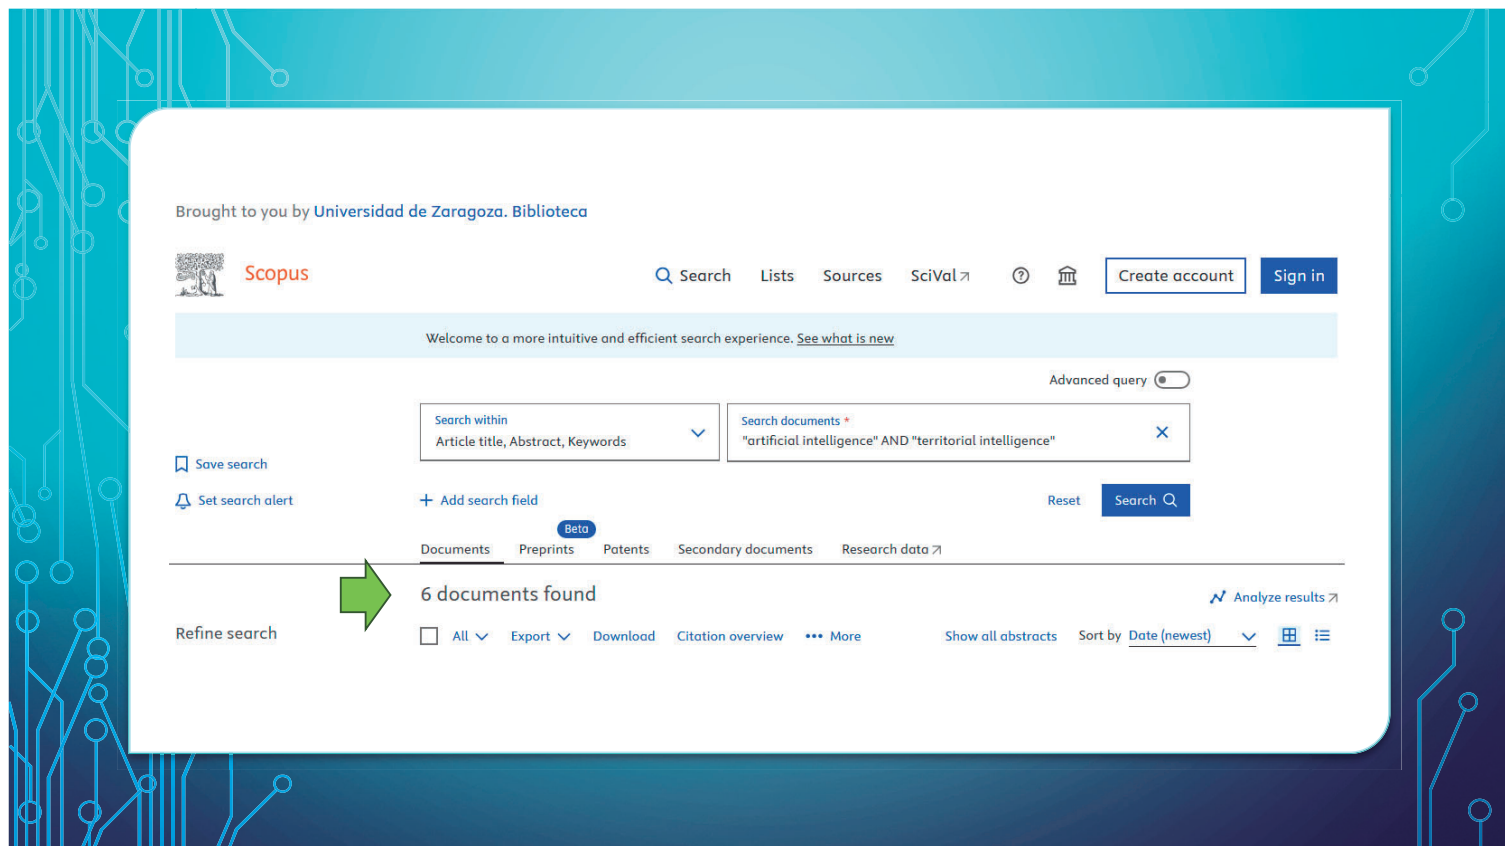 Brought to you by Universidad de Zaragoza. Biblioteca
Scopus
Search Lists Sources SciVal Create account Sign in
Welcome to a more intuitive and efficient search experience. See what is new
Advanced query
Search within
Article title, Abstract, Keywords
Search documents *
"artificial intelligence" AND "territorial intelligence"
Save search
Set search alert
+ Add search field
Reset Search
Beta
Documents Preprints Patents Secondary documents Research data
6 documents found
Analyze results
Refine search
All Export Download Citation overview ••• More Show all abstracts Sort by Date (newest)